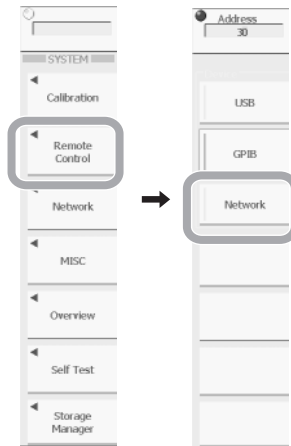 SYSTEM
Calibration
Remote
Control
Network
MISC
Overview
Self Test
Storage
Manager
Address
30
USB
GPIB
Network